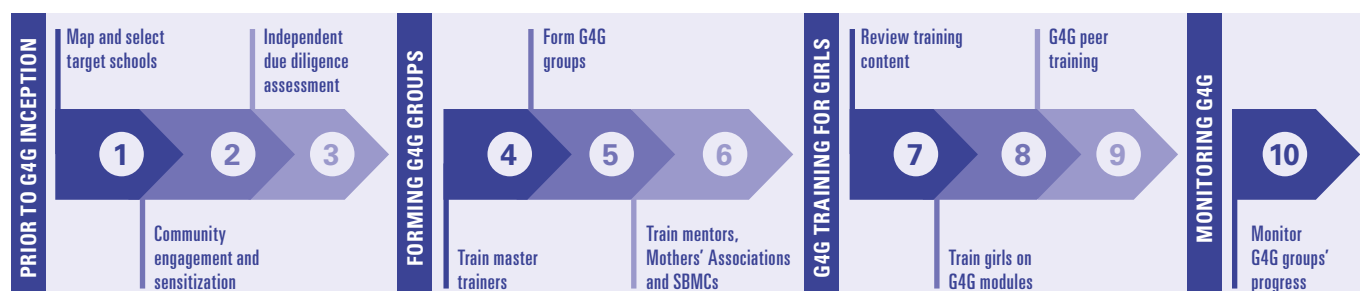 PRIOR TO G4G INCEPTION
Map and select
target schools
1
Community
engagement and
sensitization
2
Independent
due diligence
assessment
3
FORMING G4G GROUPS
Train master
trainers
4
Form G4G
groups
5
Train mentors,
Mothers' Associations
and SBMCs
6
G4G TRAINING FOR GIRLS
Review training
content
7
Train girls on
G4G modules
8
G4G peer
training
9
MONITORING G4G
10
Monitor
G4G groups'
progress